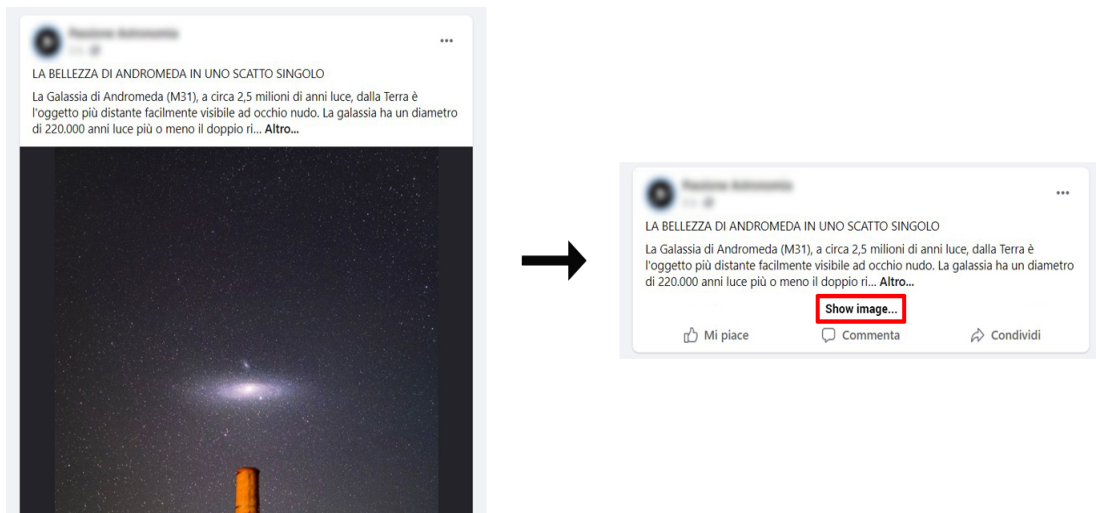 LA BELLEZZA DI ANDROMEDA IN UNO SCATTO SINGOLO
La Galassia di Andromeda (M31), a circa 2,5 milioni di anni luce, dalla Terra è
l'oggetto più distante facilmente visibile ad occhio nudo. La galassia ha un diametro
di 220.000 anni luce più o meno il doppio ri... Altro...
LA BELLEZZA DI ANDROMEDA IN UNO SCATTO SINGOLO
La Galassia di Andromeda (M31), a circa 2,5 milioni di anni luce, dalla Terra è
l'oggetto più distante facilmente visibile ad occhio nudo. La galassia ha un diametro
di 220.000 anni luce più o meno il doppio ri... Altro...
Show image...
Mi piace Commenta Condividi